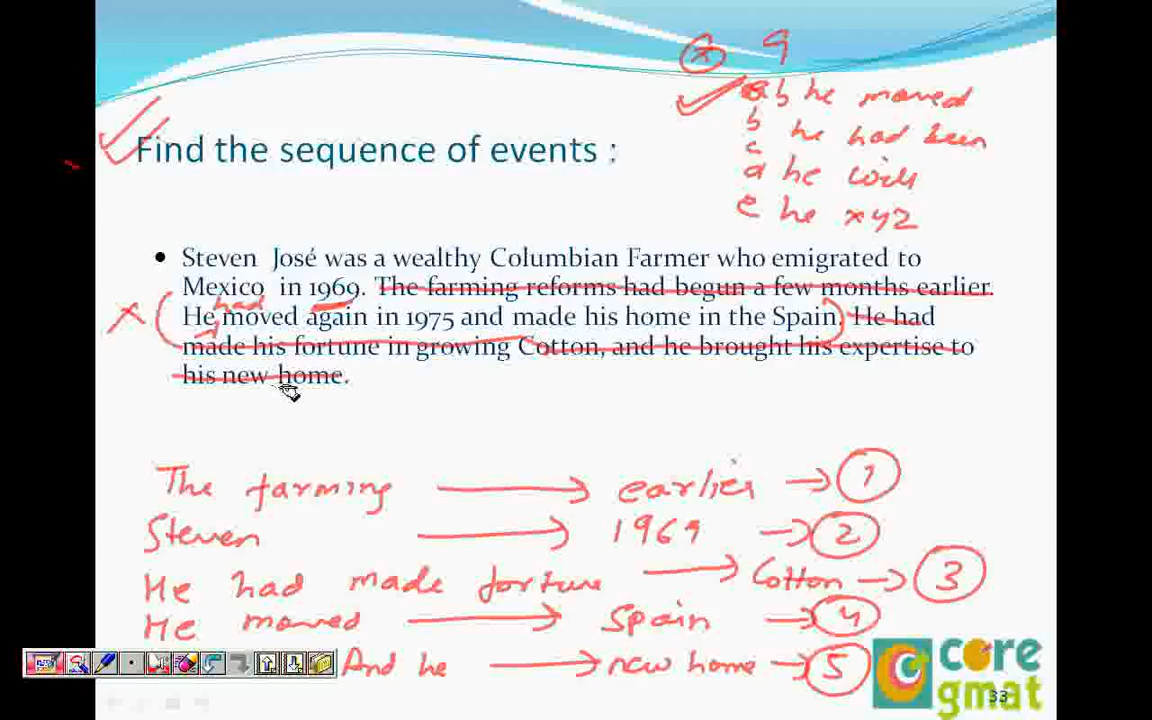 x 9
a b he moved
b he had been
c
d he will
e he xyz
Find the sequence of events :
• Steven José was a wealthy Columbian Farmer who emigrated to
Mexico in 1969. The farming reforms had begun a few months earlier.
had
He moved again in 1975 and made his home in the Spain. He had
made his fortune in growing Cotton, and he brought his expertise to
his new home.
The farming → earlier → 1
Steven → 1969 → 2
He had made fortune → Cotton → 3
He moved → Spain → 4
And he → new home → 5
core
gmat
33